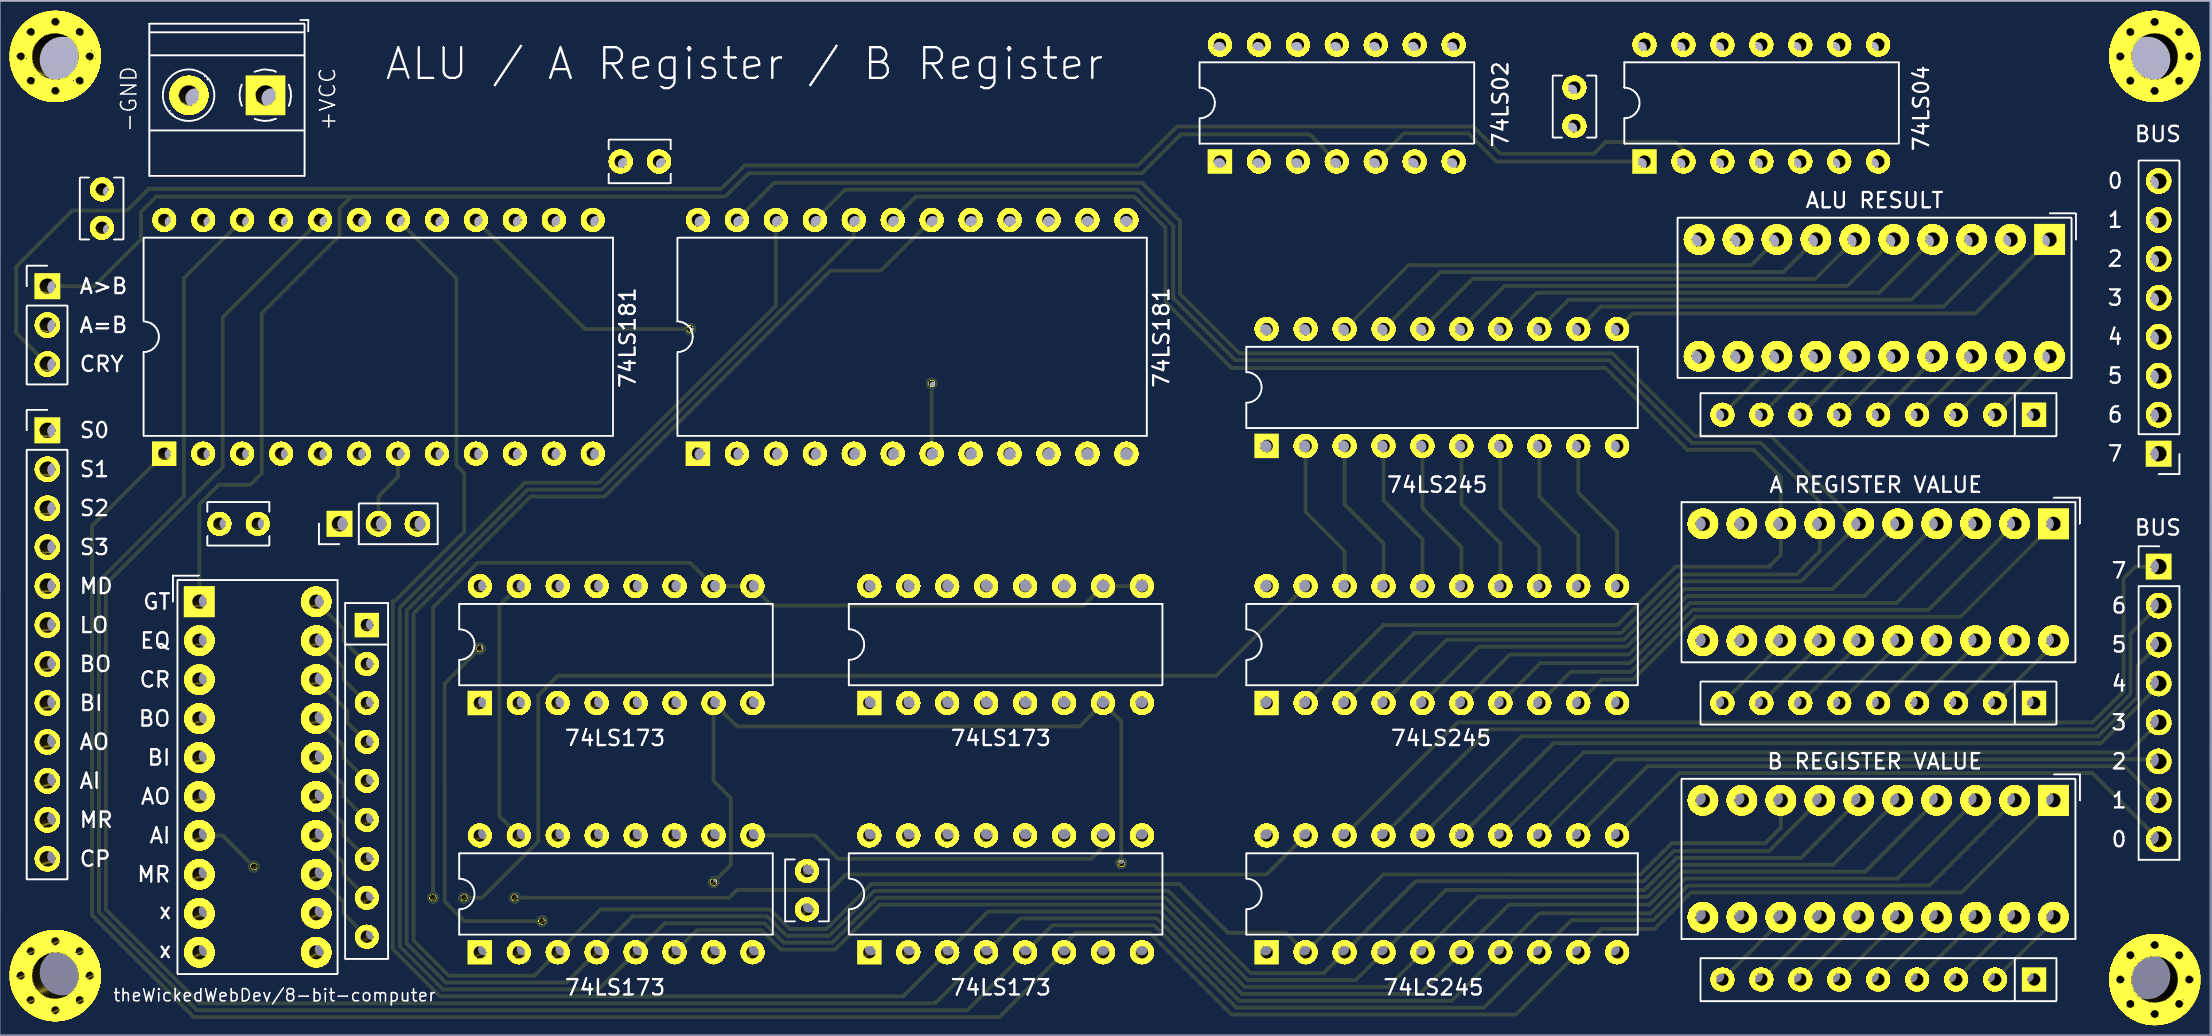 ALU / A Register / B Register
-GND
+VCC
74LS02
74LS04
BUS
0
1
2
3
4
5
6
7
ALU RESULT
A>B
A=B
CRY
74LS181
74LS181
S0
S1
S2
S3
MD
LO
BO
BI
AO
AI
MR
CP
74LS245
A REGISTER VALUE
BUS
7
6
5
4
3
2
1
0
GT
EQ
CR
BO
BI
AO
AI
MR
x
x
74LS173
74LS173
74LS245
B REGISTER VALUE
74LS173
74LS173
74LS245
theWickedWebDev/8-bit-computer